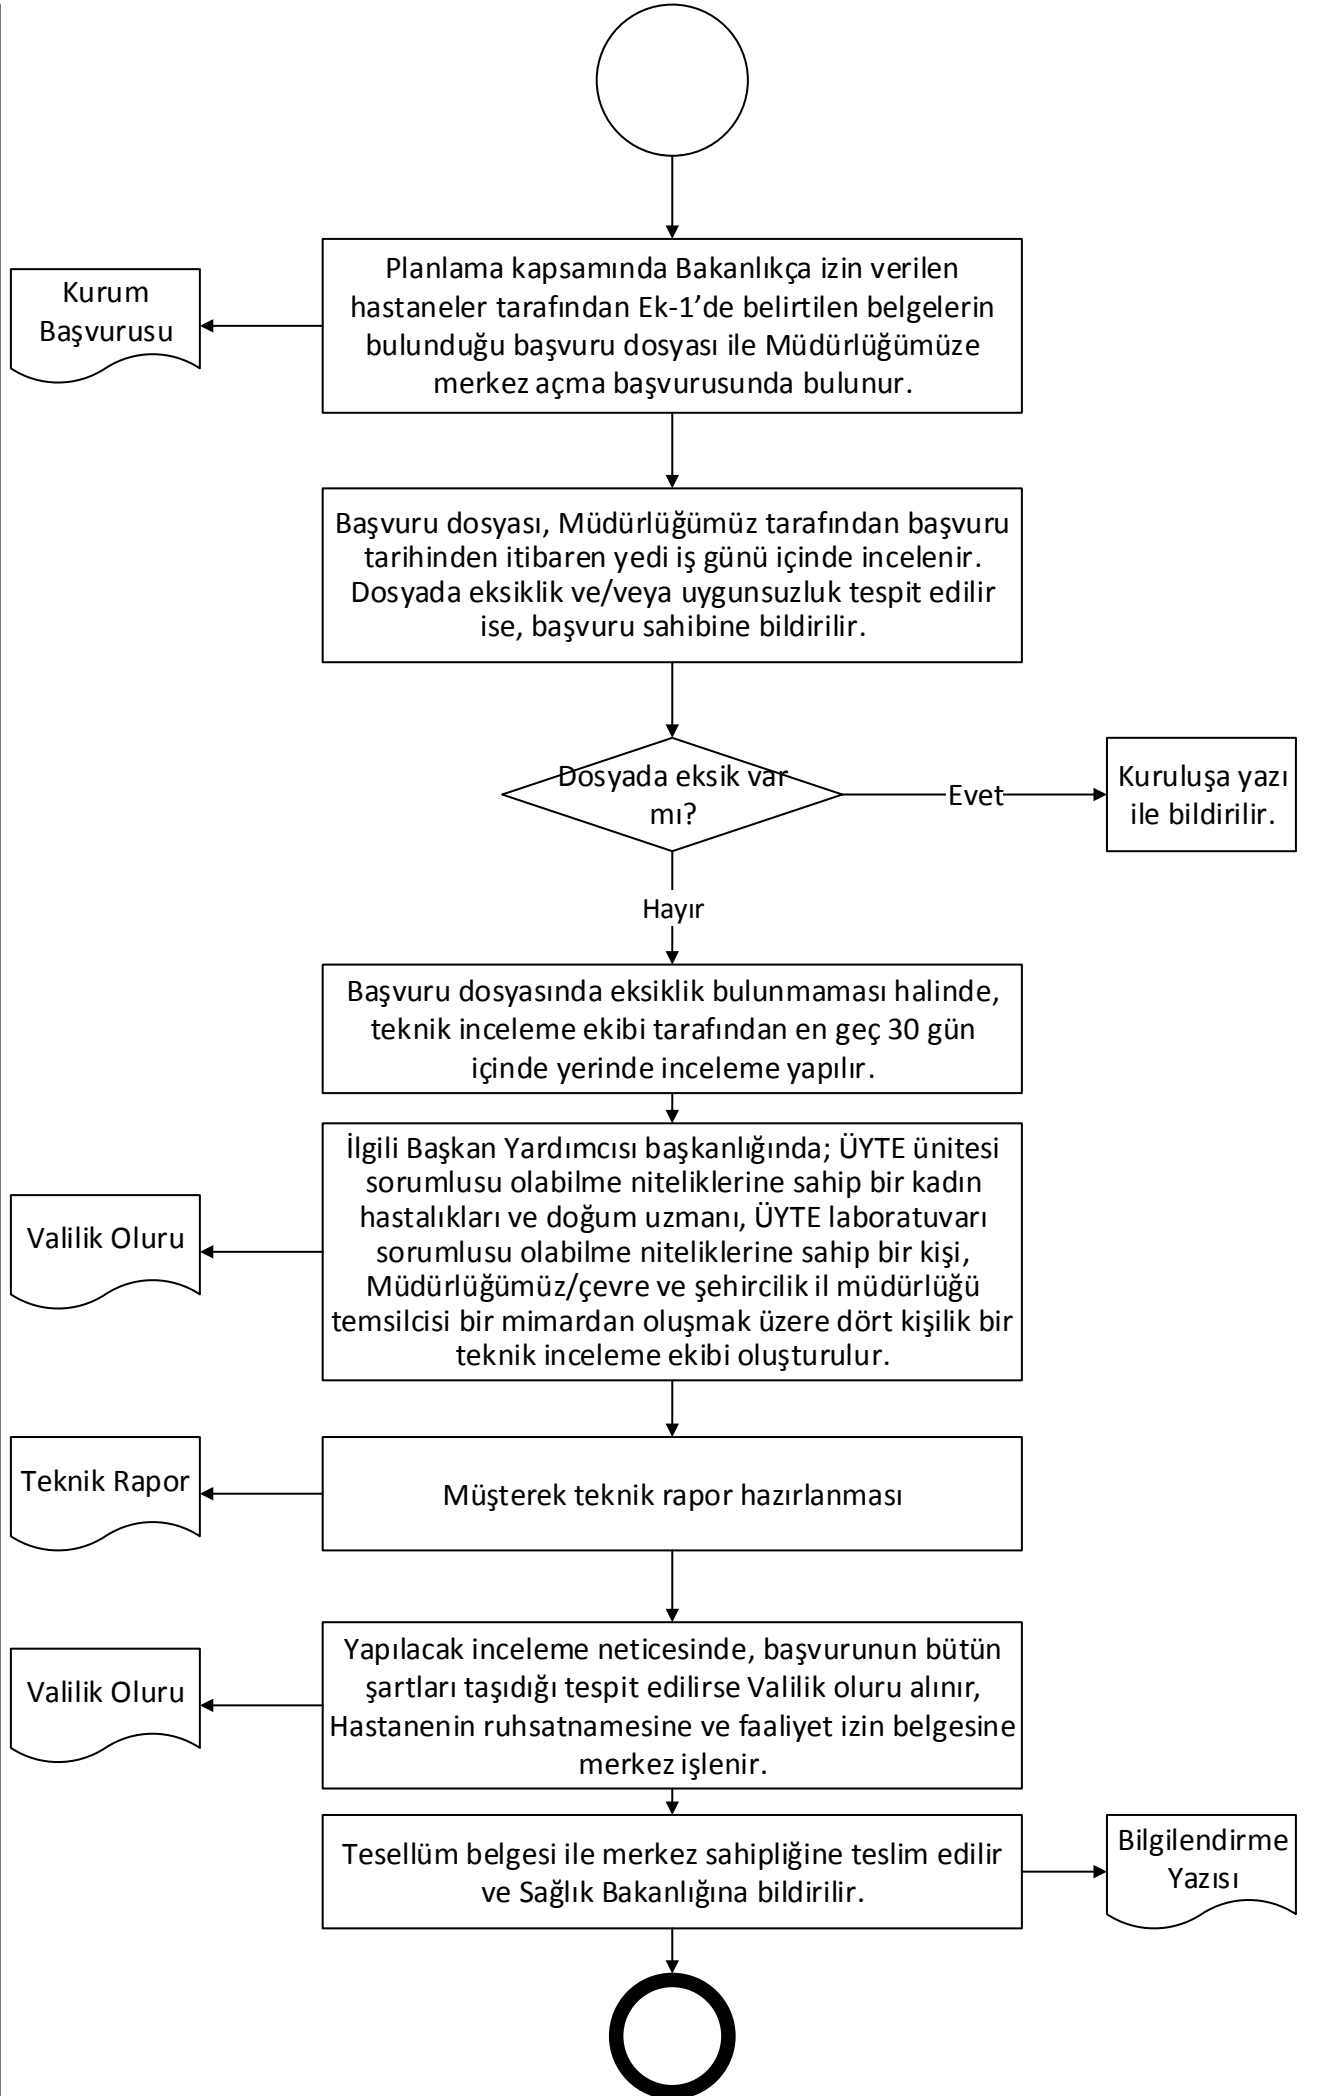 Planlama kapsamında Bakanlıkça izin verilen
hastaneler tarafından Ek-1’de belirtilen belgelerin
bulunduğu başvuru dosyası ile Müdürlüğümüze
merkez açma başvurusunda bulunur.
Kurum
Başvurusu
Başvuru dosyası, Müdürlüğümüz tarafından başvuru
tarihinden itibaren yedi iş günü içinde incelenir.
Dosyada eksiklik ve/veya uygunsuzluk tespit edilir
ise, başvuru sahibine bildirilir.
Dosyada eksik var
mı?
Evet
Kuruluşa yazı
ile bildirilir.
Hayır
Başvuru dosyasında eksiklik bulunmaması halinde,
teknik inceleme ekibi tarafından en geç 30 gün
içinde yerinde inceleme yapılır.
İlgili Başkan Yardımcısı başkanlığında; ÜYTE ünitesi
sorumlusu olabilme niteliklerine sahip bir kadın
hastalıkları ve doğum uzmanı, ÜYTE laboratuvarı
sorumlusu olabilme niteliklerine sahip bir kişi,
Müdürlüğümüz/çevre ve şehircilik il müdürlüğü
temsilcisi bir mimardan oluşmak üzere dört kişilik bir
teknik inceleme ekibi oluşturulur.
Valilik Oluru
Müşterek teknik rapor hazırlanması
Teknik Rapor
Yapılacak inceleme neticesinde, başvurunun bütün
şartları taşıdığı tespit edilirse Valilik oluru alınır,
Hastanenin ruhsatnamesine ve faaliyet izin belgesine
merkez işlenir.
Valilik Oluru
Tesellüm belgesi ile merkez sahipliğine teslim edilir
ve Sağlık Bakanlığına bildirilir.
Bilgilendirme
Yazısı